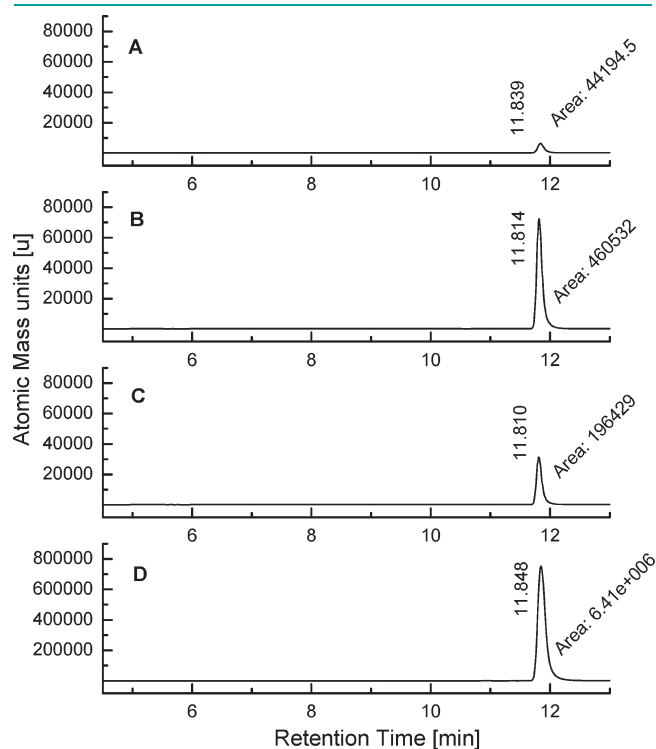 Atomic Mass units [u]
A
80000
60000
40000
20000
11.839
Area: 44194.5
6 8 10 12
B
80000
60000
40000
20000
11.814
Area: 460532
6 8 10 12
C
80000
60000
40000
20000
11.810
Area: 196429
6 8 10 12
D
800000
600000
400000
200000
11.848
Area: 6.41e+006
6 8 10 12
Retention Time [min]